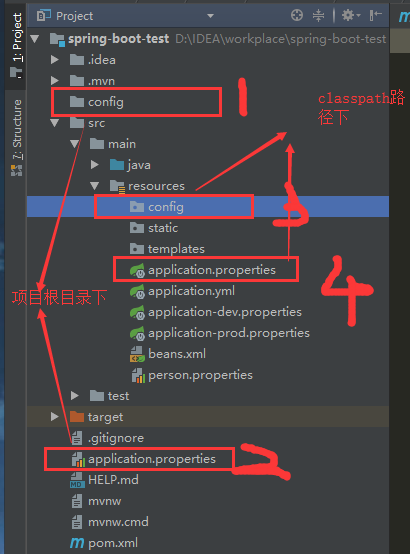 Project
spring-boot-test D:\IDEA\workplace\spring-boot-test
.idea
.mvn
config
1
classpath路
径下
src
main
java
resources
config
3
static
templates
application.properties
4
application.yml
项目根目录下
application-dev.properties
application-prod.properties
beans.xml
person.properties
test
target
.gitignore
application.properties
2
HELP.md
mvnw
mvnw.cmd
pom.xml
1: Project
7: Structure
m